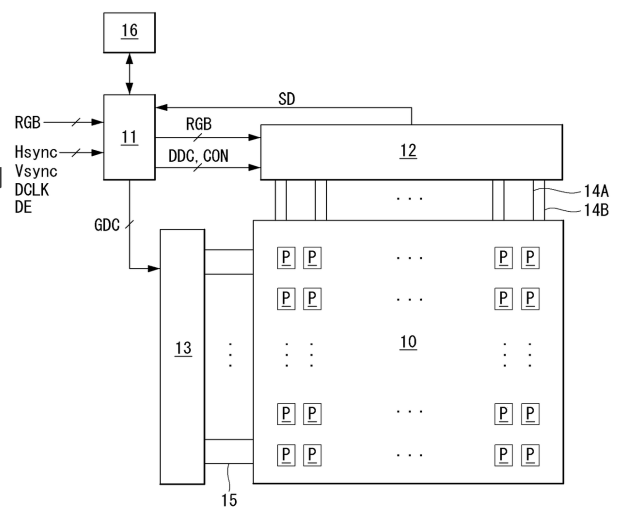 16
SD
RGB
11
RGB
12
Hsync
DDC, CON
Vsync
DCLK
DE
14A
14B
GDC
P P P P
P P P P
13
10
P P P P
P P P P
15